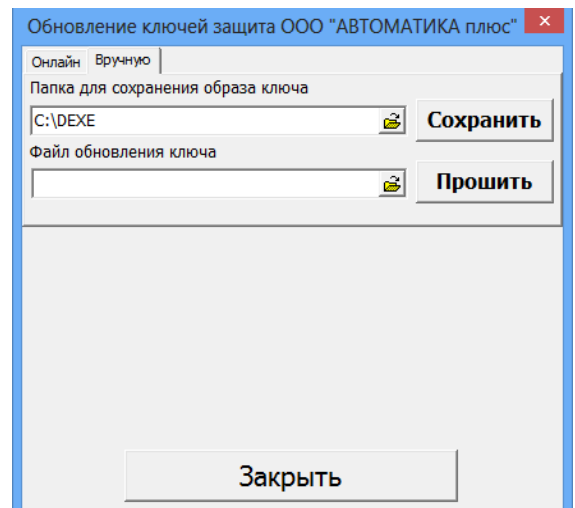 Обновление ключей защита ООО "АВТОМАТИКА плюс"
Онлайн Вручную
Папка для сохранения образа ключа
C:\DEXE Сохранить
Файл обновления ключа
Прошить
Закрыть